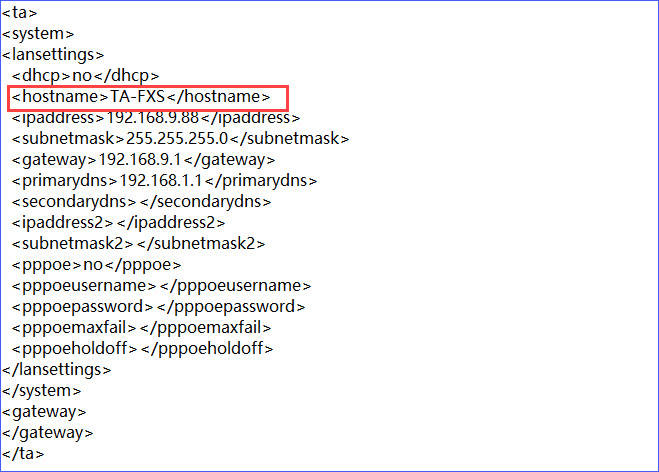 <ta>
<system>
<lansettings>
<dhcp>no</dhcp>
<hostname>TA-FXS</hostname>
<ipaddress>192.168.9.88</ipaddress>
<subnetmask>255.255.255.0</subnetmask>
<gateway>192.168.9.1</gateway>
<primarydns>192.168.1.1</primarydns>
<secondarydns></secondarydns>
<ipaddress2></ipaddress2>
<subnetmask2></subnetmask2>
<pppoe>no</pppoe>
<pppoeusername></pppoeusername>
<pppoepassword></pppoepassword>
<pppoemaxfail></pppoemaxfail>
<pppoeholdoff></pppoeholdoff>
</lansettings>
</system>
<gateway>
</gateway>
</ta>